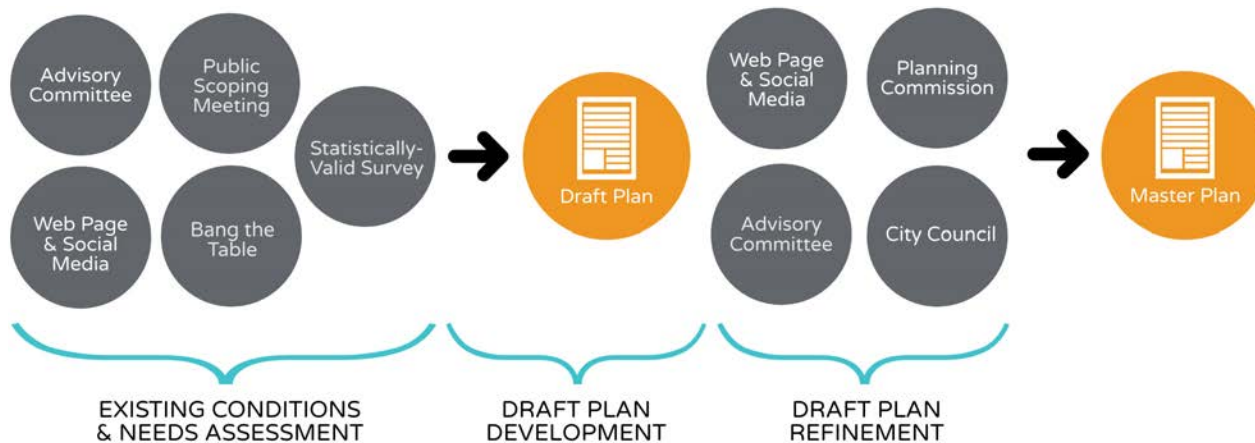 Advisory
Committee
Public
Scoping
Meeting
Statistically-
Valid Survey
Web Page
& Social
Media
Bang the
Table
Draft Plan
Web Page
& Social
Media
Planning
Commission
Advisory
Committee
City Council
Master Plan
EXISTING CONDITIONS
& NEEDS ASSESSMENT
DRAFT PLAN
DEVELOPMENT
DRAFT PLAN
REFINEMENT